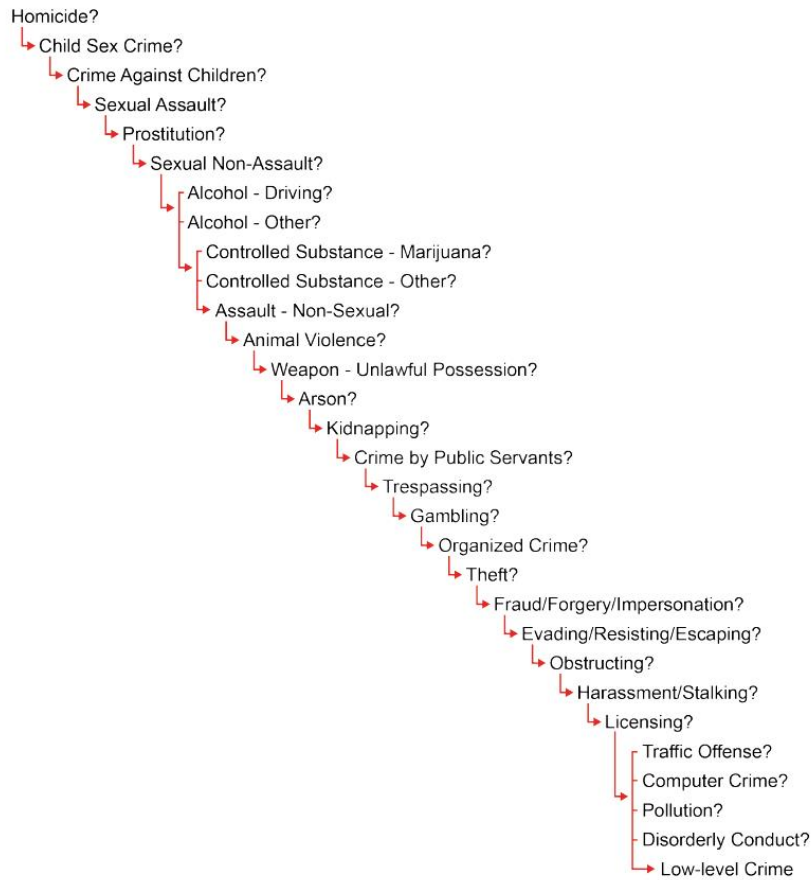 Homicide?
Child Sex Crime?
Crime Against Children?
Sexual Assault?
Prostitution?
Sexual Non-Assault?
Alcohol - Driving?
Alcohol - Other?
Controlled Substance - Marijuana?
Controlled Substance - Other?
Assault - Non-Sexual?
Animal Violence?
Weapon - Unlawful Possession?
Arson?
Kidnapping?
Crime by Public Servants?
Trespassing?
Gambling?
Organized Crime?
Theft?
Fraud/Forgery/Impersonation?
Evading/Resisting/Escaping?
Obstructing?
Harassment/Stalking?
Licensing?
Traffic Offense?
Computer Crime?
Pollution?
Disorderly Conduct?
Low-level Crime